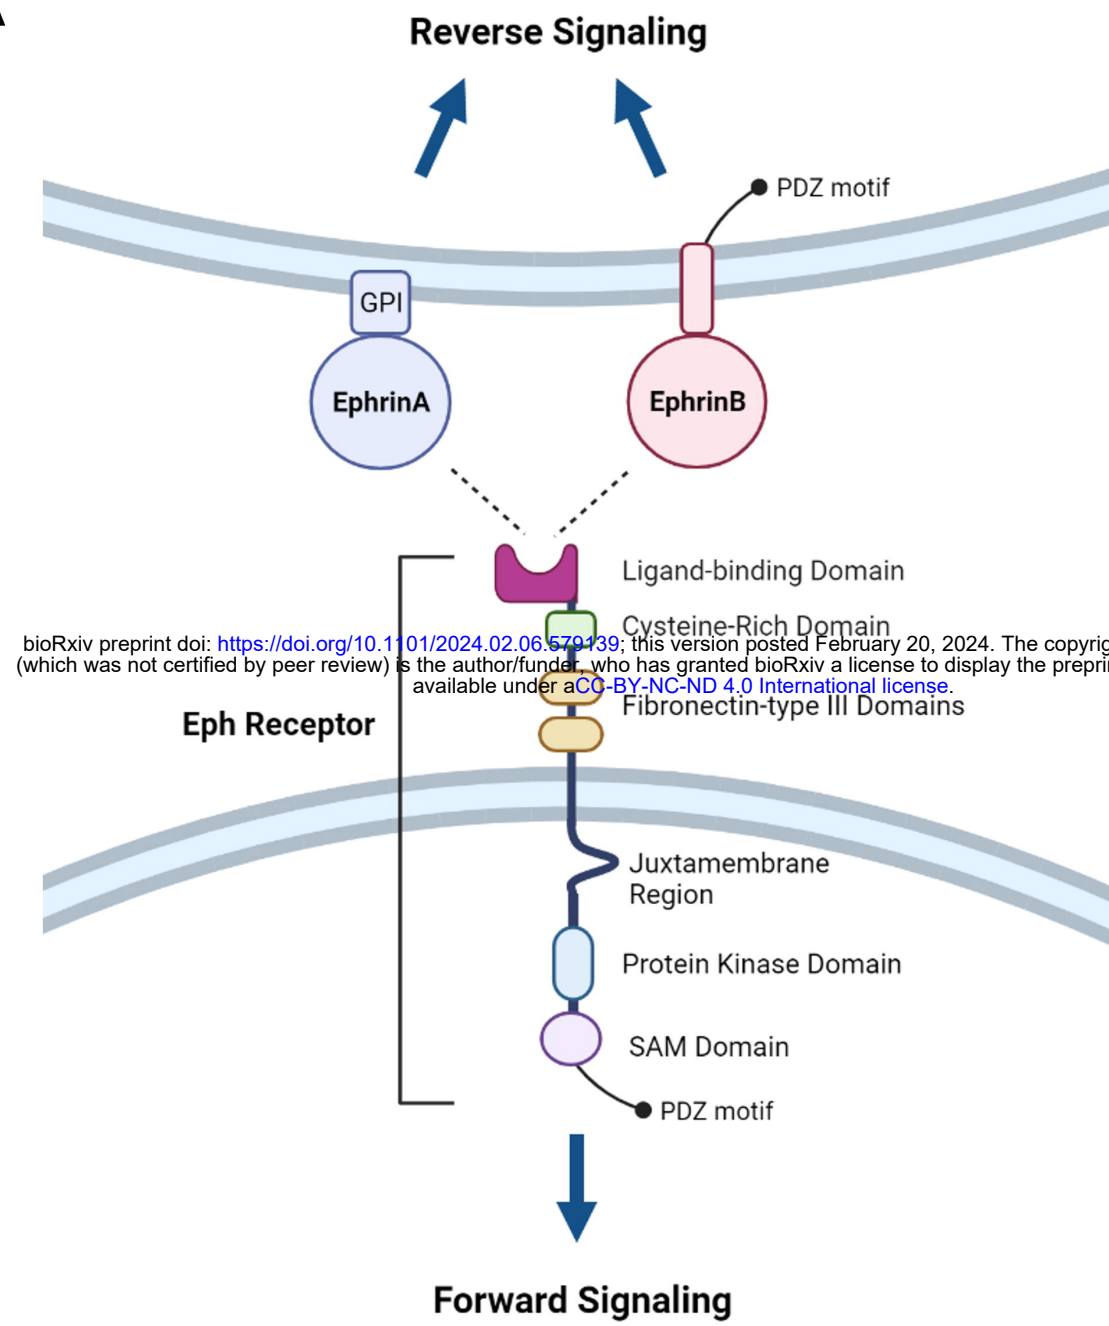 Reverse Signaling
PDZ motif
GPI
EphrinA
EphrinB
Ligand-binding Domain
Cysteine-Rich Domain
bioRxiv preprint doi: https://doi.org/10.1101/2024.02.06.579139; this version posted February 20, 2024. The
(which was not certified by peer review) is the author/funder, who has granted bioRxiv a license to display the
available under aCC-BY-NC-ND 4.0 International license.
Fibronectin-type III Domains
Eph Receptor
Juxtamembrane
Region
Protein Kinase Domain
SAM Domain
PDZ motif
Forward Signaling